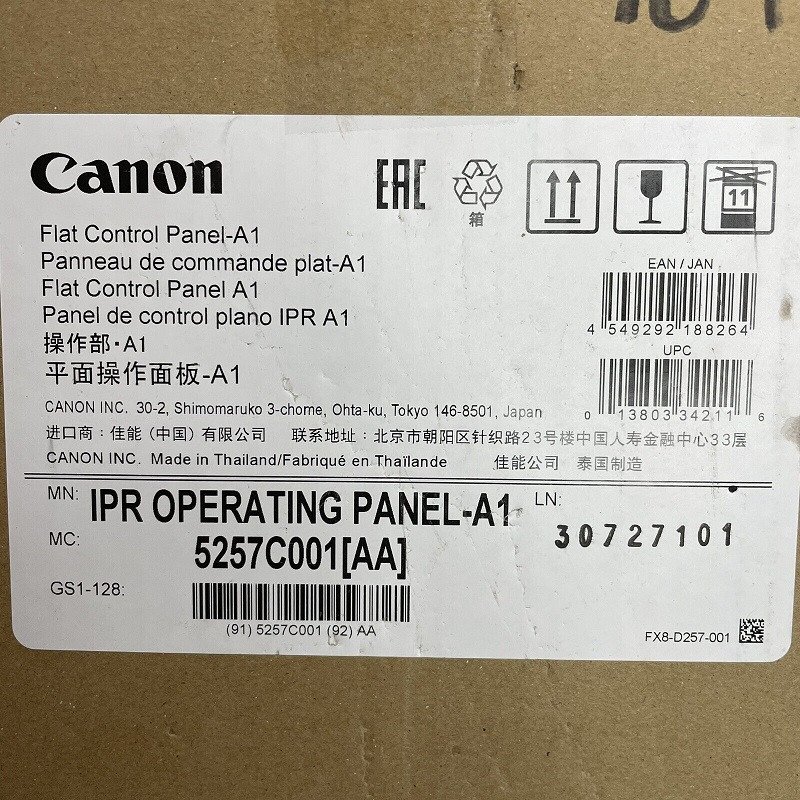 Canon
EAC
箱
11
Flat Control Panel-A1
Panneau de commande plat-A1
Flat Control Panel A1
Panel de control plano IPR A1
操作部・A1
平面操作面板-A1
EAN / JAN
4 549292 188264
UPC
0 13803 34211 6
CANON INC. 30-2, Shimomaruko 3-chome, Ohta-ku, Tokyo 146-8501, Japan
进口商：佳能（中国）有限公司 联系地址：北京市朝阳区针织路23号楼中国人寿金融中心33层
CANON INC. Made in Thailand/Fabriqué en Thaïlande 佳能公司 泰国制造
MN: IPR OPERATING PANEL-A1
LN: 30727101
MC: 5257C001[AA]
GS1-128:
(91) 5257C001 (92) AA
FX8-D257-001